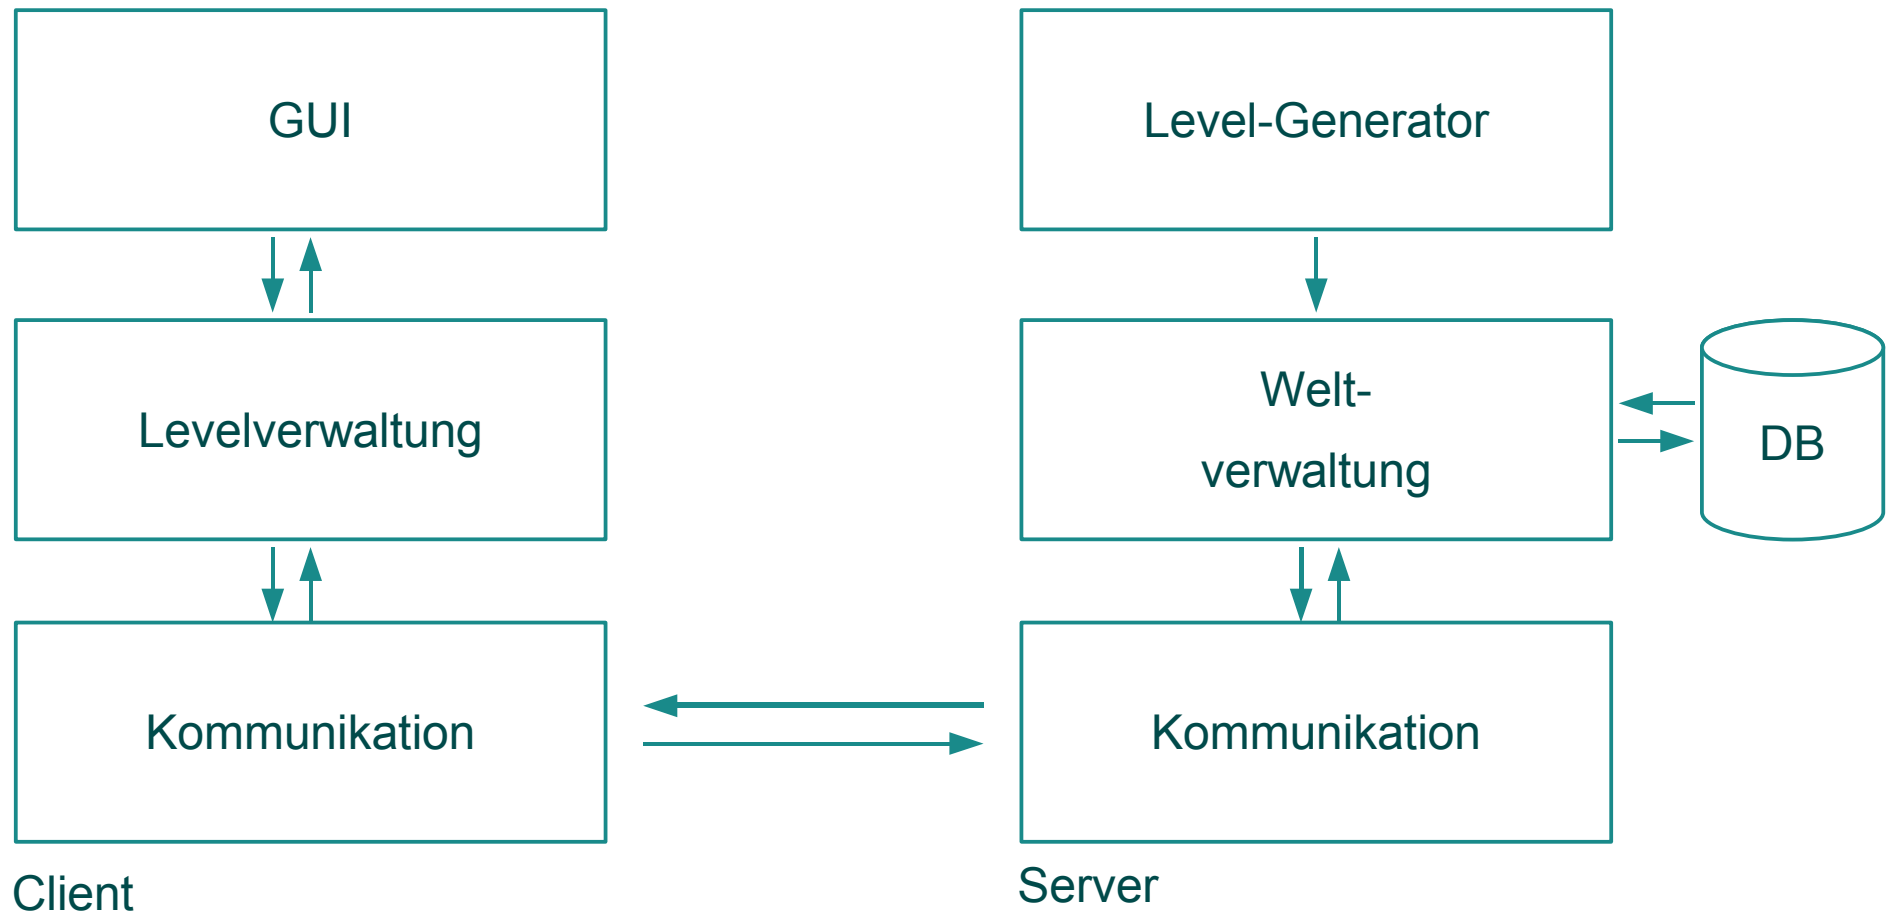 GUI
Level-Generator
Levelverwaltung
Welt-
verwaltung
DB
Kommunikation
Kommunikation
Client
Server